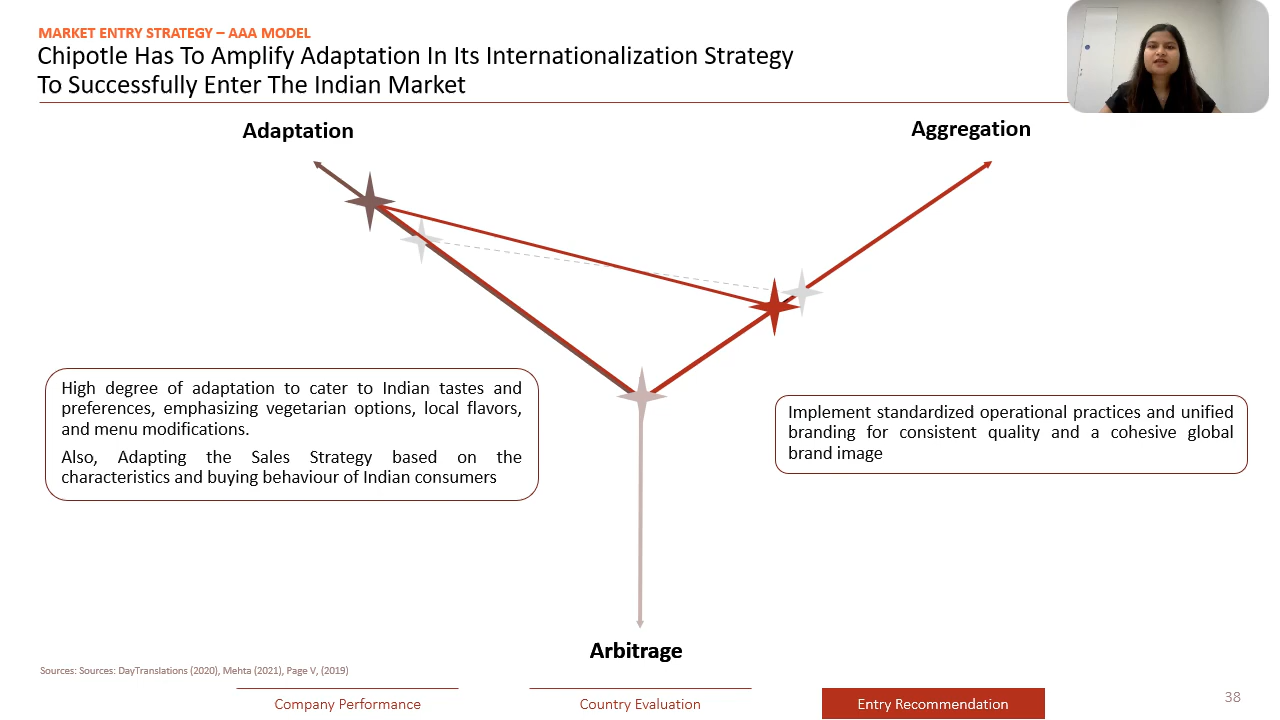 MARKET ENTRY STRATEGY – AAA MODEL
Chipotle Has To Amplify Adaptation In Its Internationalization Strategy
To Successfully Enter The Indian Market
Adaptation
Aggregation
High degree of adaptation to cater to Indian tastes and
preferences, emphasizing vegetarian options, local flavors,
and menu modifications.
Also, Adapting the Sales Strategy based on the
characteristics and buying behaviour of Indian consumers
Implement standardized operational practices and unified
branding for consistent quality and a cohesive global
brand image
Arbitrage
Sources: Sources: DayTranslations (2020), Mehta (2021), Page V, (2019)
Company Performance
Country Evaluation
Entry Recommendation
38